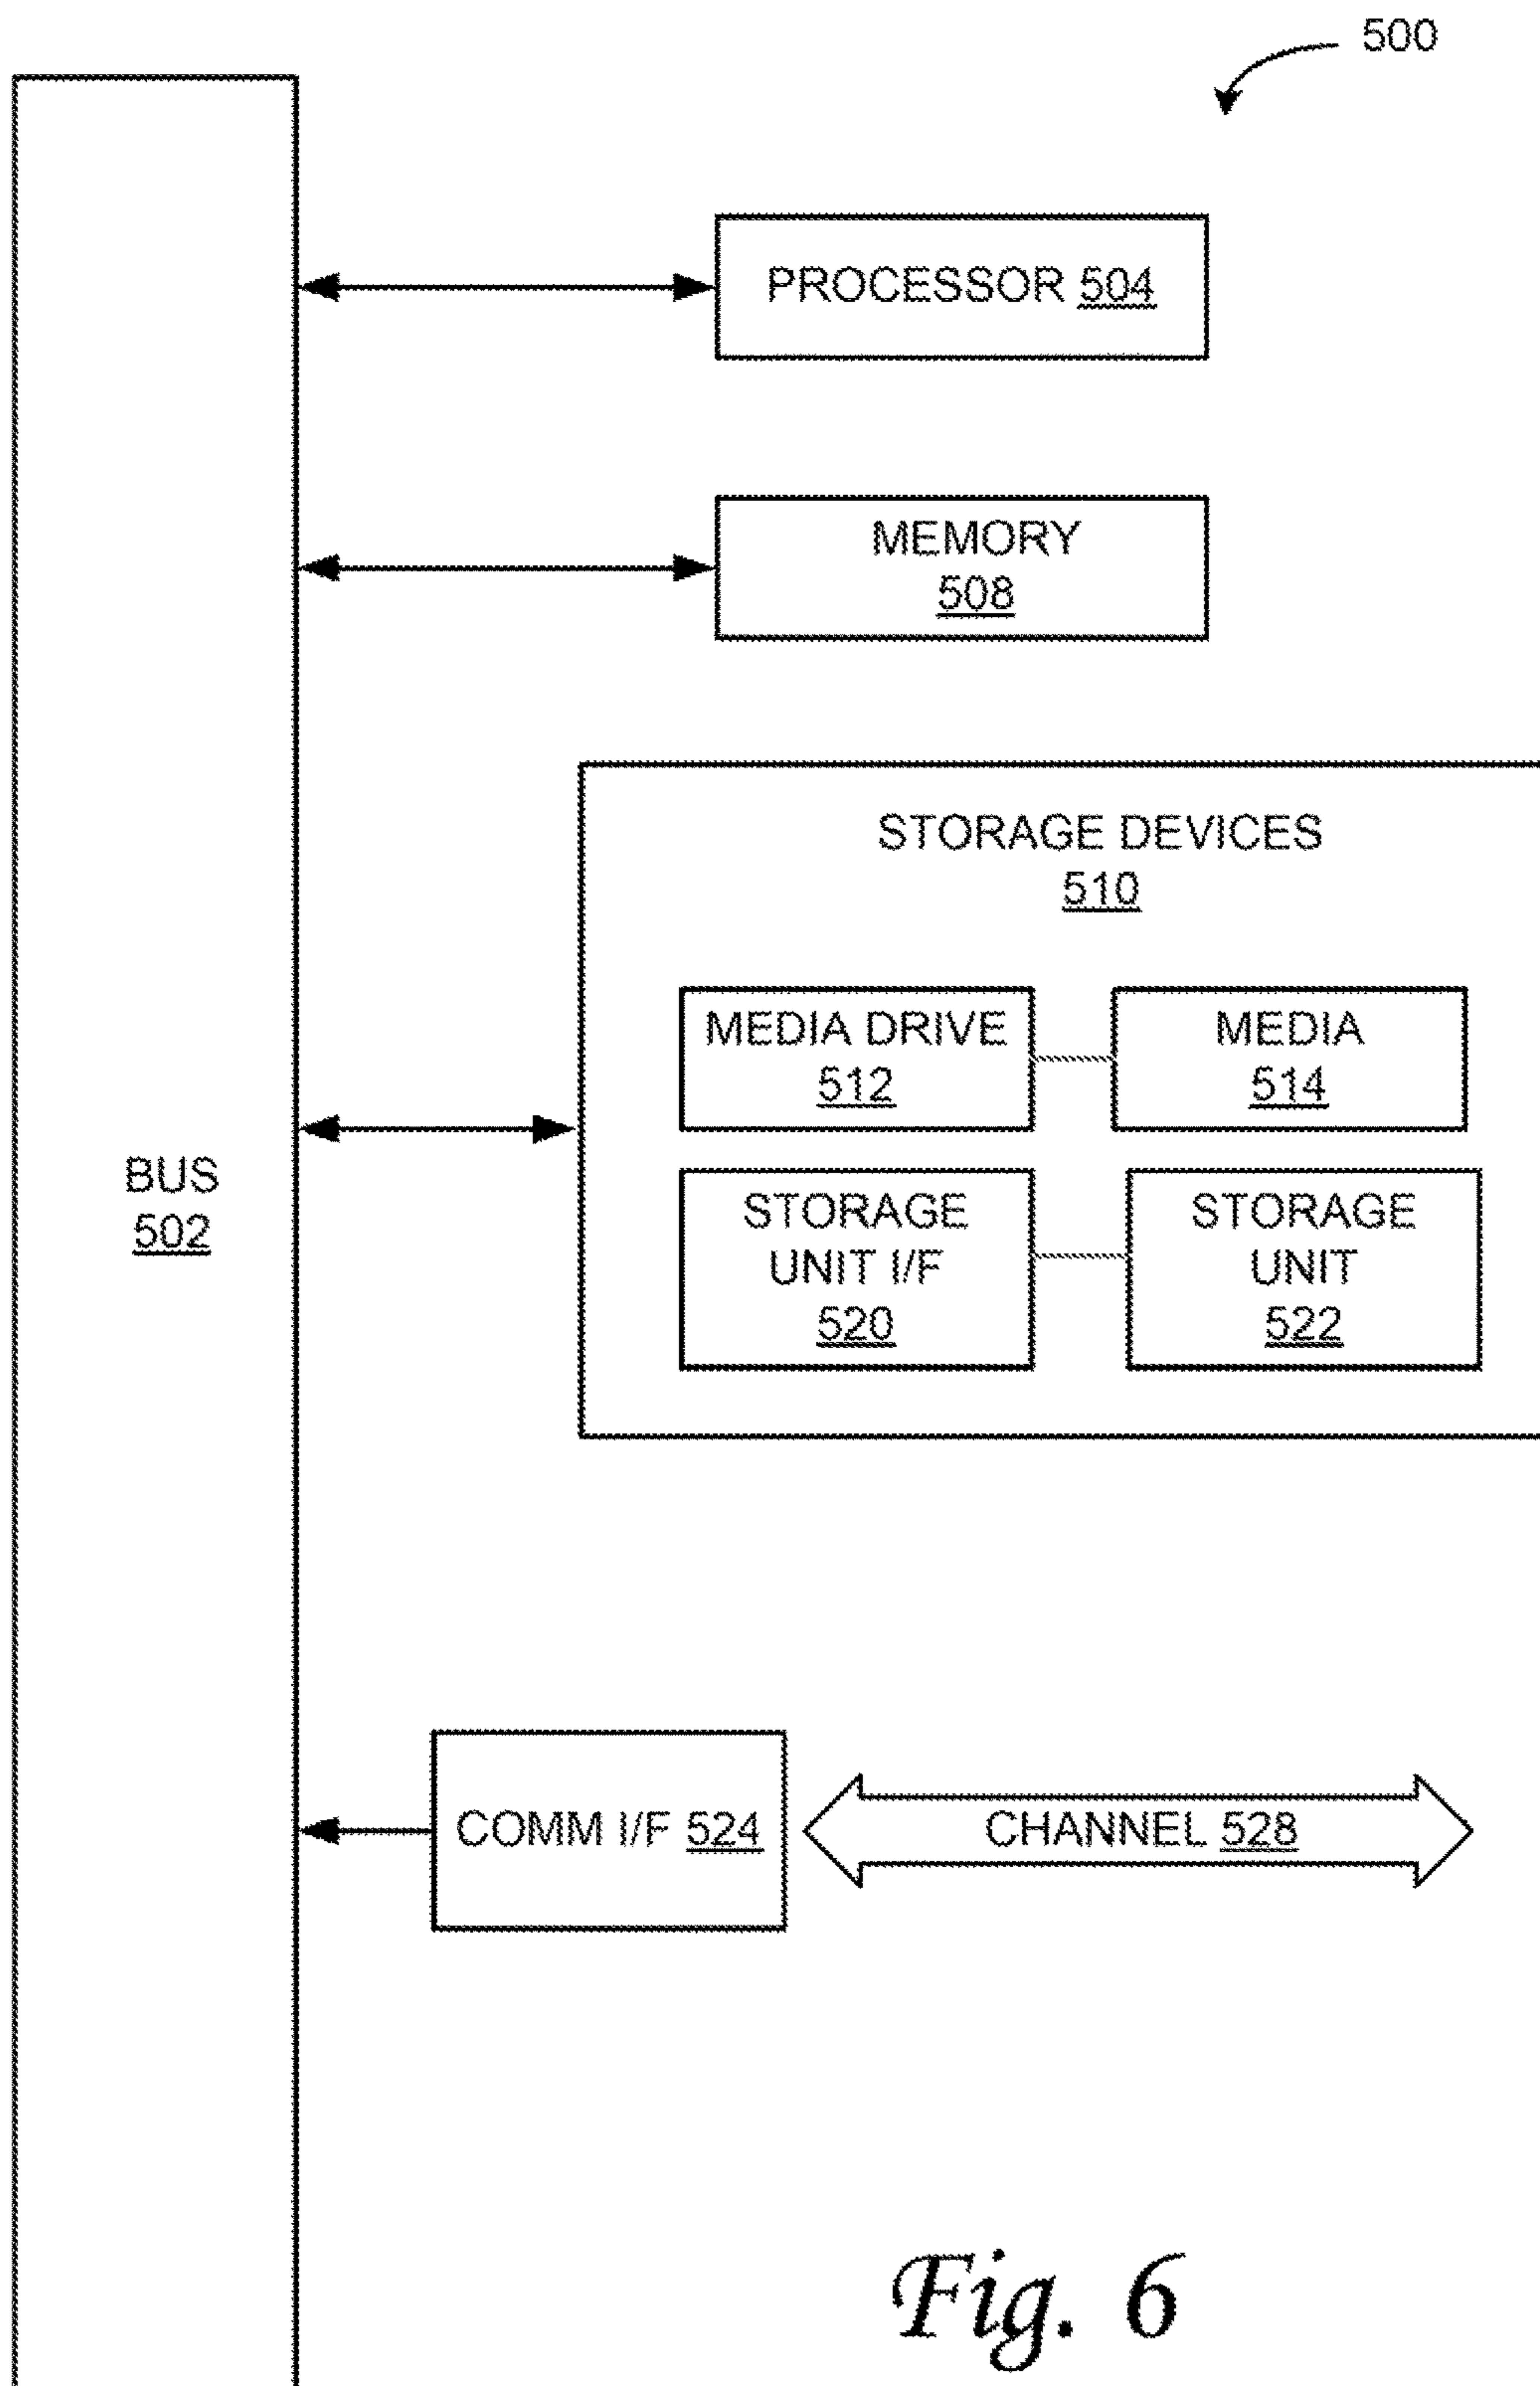 500
PROCESSOR 504
MEMORY
508
STORAGE DEVICES
510
MEDIA DRIVE
512
MEDIA
514
BUS
502
STORAGE
UNIT I/F
520
STORAGE
UNIT
522
COMM I/F 524
CHANNEL 528
Fig. 6